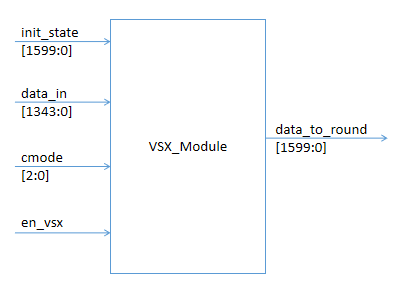 init_state
[1599:0]
data_in
[1343:0]
cmode
[2:0]
en_vsx
VSX_Module
data_to_round
[1599:0]